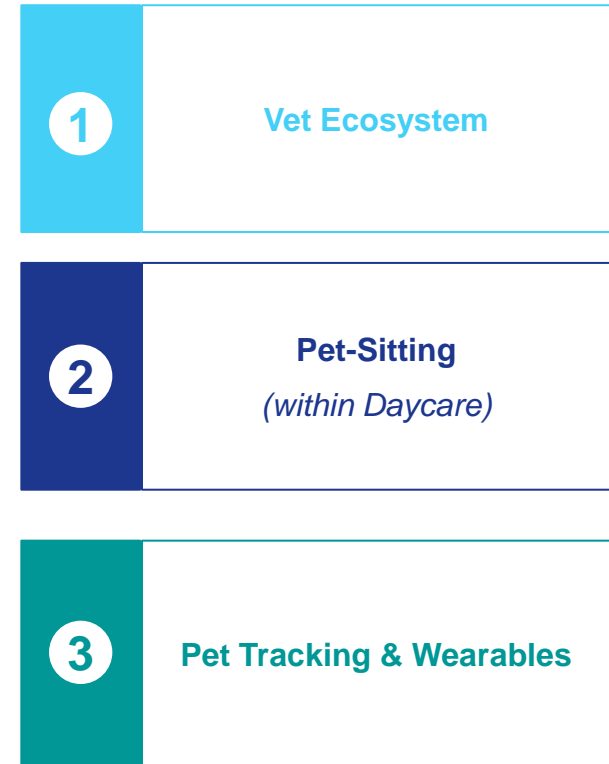 1
Vet Ecosystem
2
Pet-Sitting
(within Daycare)
3
Pet Tracking & Wearables